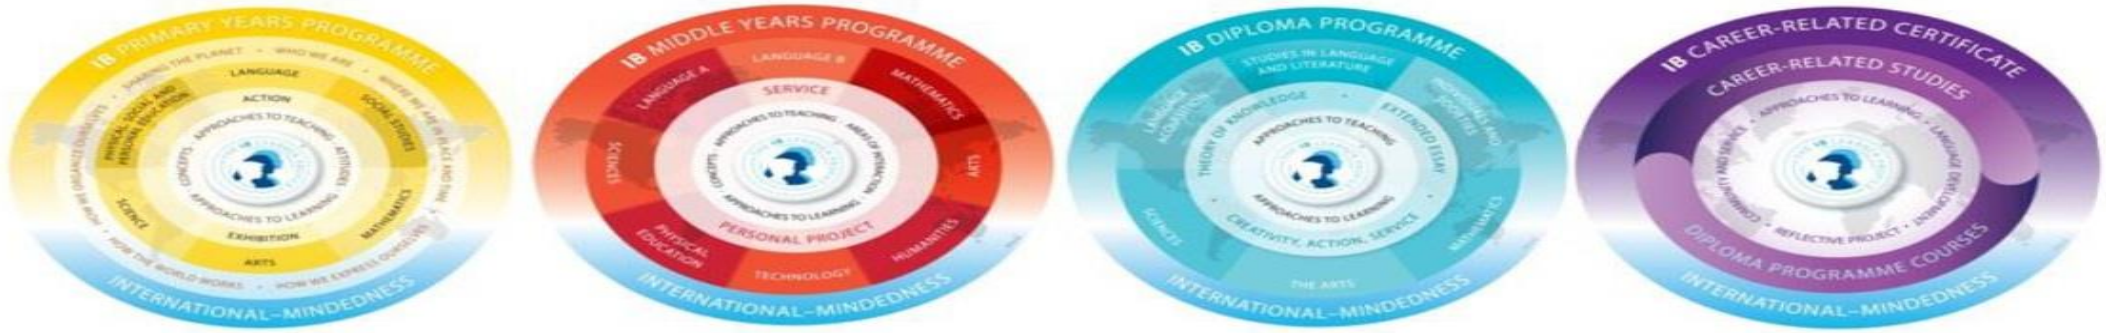 IB PRIMARY YEARS PROGRAMME
SHARING THE PLANET • WHO WE ARE • WHERE WE ARE IN PLACE AND TIME • HOW WE EXPRESS OURSELVES • HOW THE WORLD WORKS • HOW WE ORGANIZE OURSELVES •
LANGUAGE
SOCIAL STUDIES
MATHEMATICS
ARTS
SCIENCE
PHYSICAL, SOCIAL AND
PERSONAL EDUCATION
ACTION
EXHIBITION
APPROACHES TO TEACHING • ATTITUDES
APPROACHES TO LEARNING • CONCEPTS
INTERNATIONAL-MINDEDNESS
IB MIDDLE YEARS PROGRAMME
LANGUAGE A
LANGUAGE B
MATHEMATICS
ARTS
HUMANITIES
TECHNOLOGY
PHYSICAL
EDUCATION
SCIENCES
SERVICE
PERSONAL PROJECT
APPROACHES TO TEACHING • AREAS OF INTERACTION
APPROACHES TO LEARNING • CONCEPTS
INTERNATIONAL-MINDEDNESS
IB DIPLOMA PROGRAMME
STUDIES IN LANGUAGE
AND LITERATURE
INDIVIDUALS AND
SOCIETIES
MATHEMATICS
THE ARTS
SCIENCES
LANGUAGE
ACQUISITION
THEORY OF KNOWLEDGE • EXTENDED ESSAY • CREATIVITY, ACTION, SERVICE •
APPROACHES TO TEACHING
APPROACHES TO LEARNING
INTERNATIONAL-MINDEDNESS
IB CAREER-RELATED CERTIFICATE
CAREER-RELATED STUDIES
APPROACHES TO LEARNING • LANGUAGE DEVELOPMENT • REFLECTIVE PROJECT • COMMUNITY AND SERVICE •
DIPLOMA PROGRAMME COURSES
INTERNATIONAL-MINDEDNESS